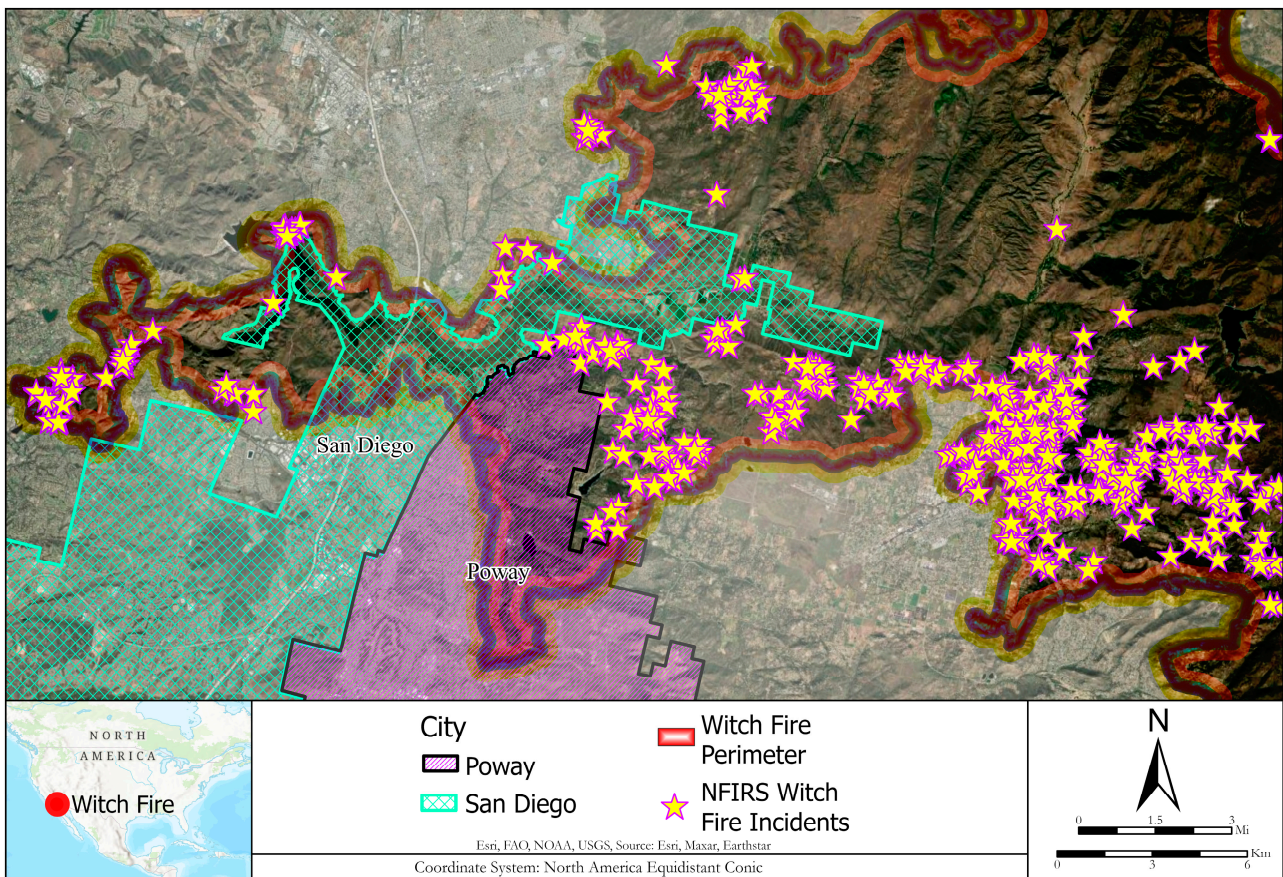 San Diego
Poway
NORTH
AMERICA
Witch Fire
City
Poway
San Diego
Witch Fire
Perimeter
NFIRS Witch
Fire Incidents
Esri, FAO, NOAA, USGS, Source: Esri, Maxar, Earthstar
Coordinate System: North America Equidistant Conic
N
0 1.5 3
Mi
Km
0 3 6